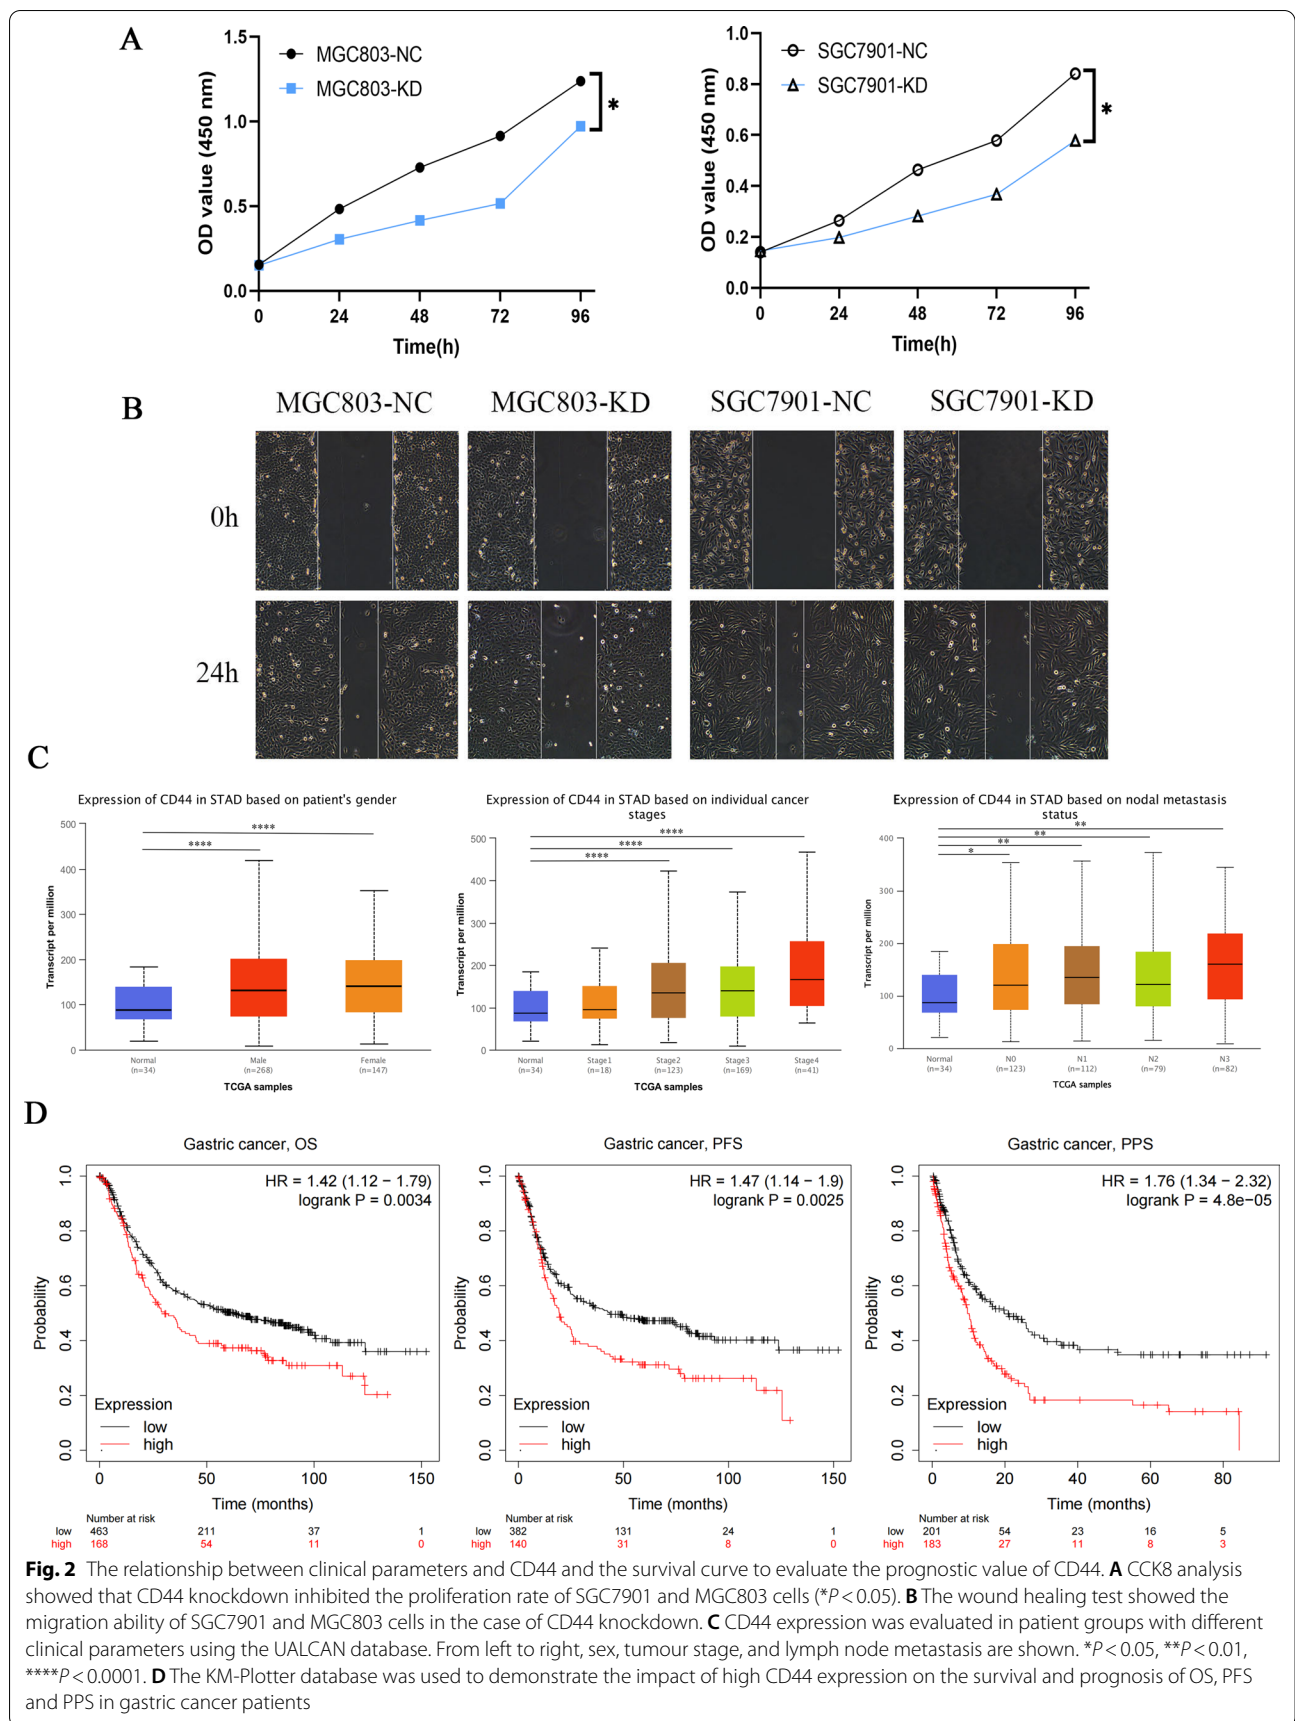 A
1.5
1.0
0.5
0.0
OD value (450 nm)
MGC803-NC
MGC803-KD
*
0 24 48 72 96
Time(h)
1.0
0.8
0.6
0.4
0.2
0.0
OD value (450 nm)
SGC7901-NC
SGC7901-KD
*
0 24 48 72 96
Time(h)
B
MGC803-NC MGC803-KD SGC7901-NC SGC7901-KD
0h
24h
C
Expression of CD44 in STAD based on patient's gender
500
400
300
200
100
0
Transcript per million
****
****
Normal Male Female
(n=34) (n=268) (n=147)
TCGA samples
Expression of CD44 in STAD based on individual cancer
stages
500
400
300
200
100
0
Transcript per million
****
****
****
Normal Stage1 Stage2 Stage3 Stage4
(n=34) (n=18) (n=123) (n=169) (n=41)
TCGA samples
Expression of CD44 in STAD based on nodal metastasis
status
400
300
200
100
0
Transcript per million
**
**
**
*
Normal N0 N1 N2 N3
(n=34) (n=123) (n=112) (n=79) (n=82)
TCGA samples
D
Gastric cancer, OS
HR = 1.42 (1.12 − 1.79)
logrank P = 0.0034
1.0
0.8
0.6
0.4
0.2
0.0
Probability
Expression
low
high
0 50 100 150
Time (months)
Number at risk
low 463 211 37 1
high 168 54 11 0
Gastric cancer, PFS
HR = 1.47 (1.14 − 1.9)
logrank P = 0.0025
1.0
0.8
0.6
0.4
0.2
0.0
Probability
Expression
low
high
0 50 100 150
Time (months)
Number at risk
low 382 131 24 1
high 140 31 8 0
Gastric cancer, PPS
HR = 1.76 (1.34 − 2.32)
logrank P = 4.8e−05
1.0
0.8
0.6
0.4
0.2
0.0
Probability
Expression
low
high
0 20 40 60 80
Time (months)
Number at risk
low 201 54 23 16 5
high 183 27 11 8 3
Fig. 2 The relationship between clinical parameters and CD44 and the survival curve to evaluate the prognostic value of CD44. A CCK8 analysis
showed that CD44 knockdown inhibited the proliferation rate of SGC7901 and MGC803 cells (*P < 0.05). B The wound healing test showed the
migration ability of SGC7901 and MGC803 cells in the case of CD44 knockdown. C CD44 expression was evaluated in patient groups with different
clinical parameters using the UALCAN database. From left to right, sex, tumour stage, and lymph node metastasis are shown. *P < 0.05, **P < 0.01,
****P < 0.0001. D The KM-Plotter database was used to demonstrate the impact of high CD44 expression on the survival and prognosis of OS, PFS
and PPS in gastric cancer patients